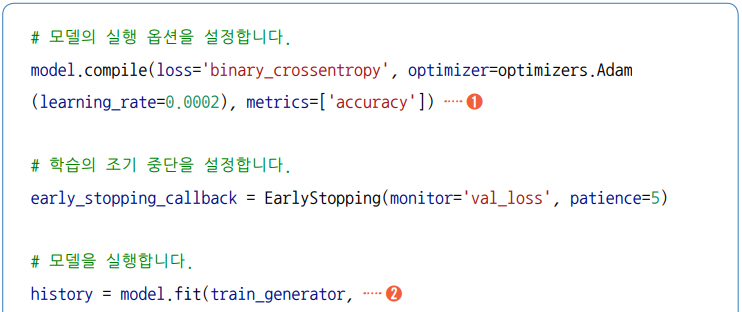 # 모델의 실행 옵션을 설정합니다.
model.compile(loss='binary_crossentropy', optimizer=optimizers.Adam
(learning_rate=0.0002), metrics=['accuracy']) ····· ❶
# 학습의 조기 중단을 설정합니다.
early_stopping_callback = EarlyStopping(monitor='val_loss', patience=5)
# 모델을 실행합니다.
history = model.fit(train_generator, ····· ❷